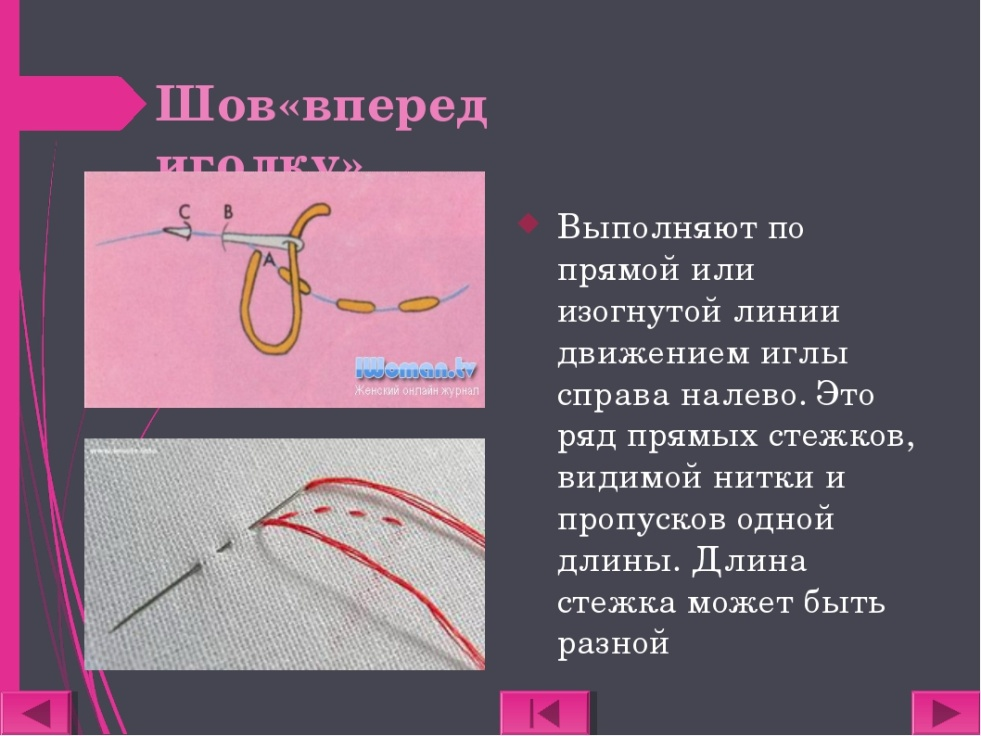 Шов«вперед
иголку»
C B
A
IWoman.tv
Женский онлайн журнал
Выполняют по
прямой или
изогнутой линии
движением иглы
справа налево. Это
ряд прямых стежков,
видимой нитки и
пропусков одной
длины. Длина
стежка может быть
разной